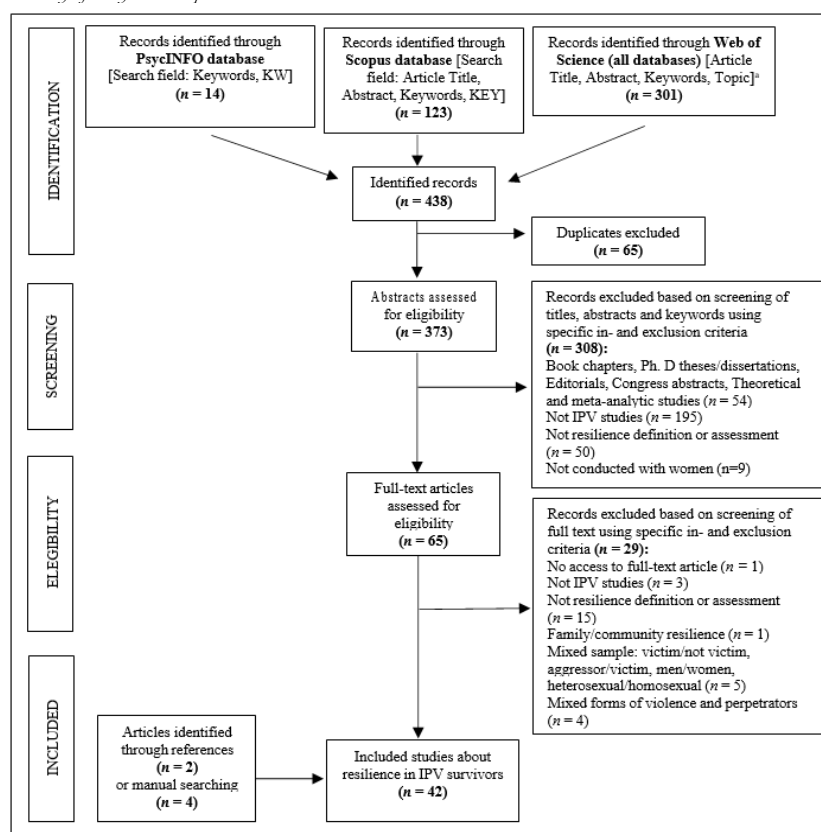 Records identified through
PsycINFO database
[Search field: Keywords, KW]
(n = 14)
Records identified through
Scopus database [Search
field: Article Title,
Abstract, Keywords, KEY]
(n = 123)
Records identified through Web of
Science (all databases) [Article
Title, Abstract, Keywords, Topic]a
(n = 301)
IDENTIFICATION
Identified records
(n = 438)
Duplicates excluded
(n = 65)
SCREENING
Abstracts assessed
for eligibility
(n = 373)
Records excluded based on screening of
titles, abstracts and keywords using
specific in- and exclusion criteria
(n = 308):
Book chapters, Ph. D theses/dissertations,
Editorials, Congress abstracts, Theoretical
and meta-analytic studies (n = 54)
Not IPV studies (n = 195)
Not resilience definition or assessment
(n = 50)
Not conducted with women (n=9)
ELEGIBILITY
Full-text articles
assessed for
eligibility
(n = 65)
Records excluded based on screening of
full text using specific in- and exclusion
criteria (n = 29):
No access to full-text article (n = 1)
Not IPV studies (n = 3)
Not resilience definition or assessment
(n = 15)
Family/community resilience (n = 1)
Mixed sample: victim/not victim,
aggressor/victim, men/women,
heterosexual/homosexual (n = 5)
Mixed forms of violence and perpetrators
(n = 4)
INCLUDED
Articles identified
through references
(n = 2)
or manual searching
(n = 4)
Included studies about
resilience in IPV survivors
(n = 42)